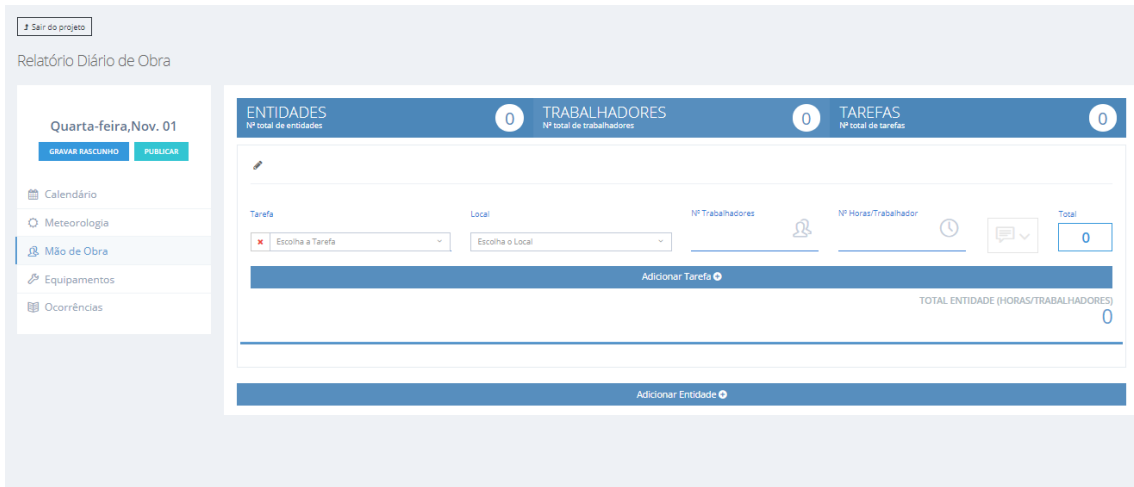 Sair do projeto
Relatório Diário de Obra
Quarta-feira,Nov. 01
GRAVAR RASCUNHO PUBLICAR
Calendário
Meteorologia
Mão de Obra
Equipamentos
Ocorrências
ENTIDADES
Nº total de entidades
0
TRABALHADORES
Nº total de trabalhadores
0
TAREFAS
Nº total de tarefas
0
Tarefa Local Nº Trabalhadores Nº Horas/Trabalhador Total
Escolha a Tarefa Escolha o Local 0
Adicionar Tarefa
TOTAL ENTIDADE (HORAS/TRABALHADORES)
0
Adicionar Entidade